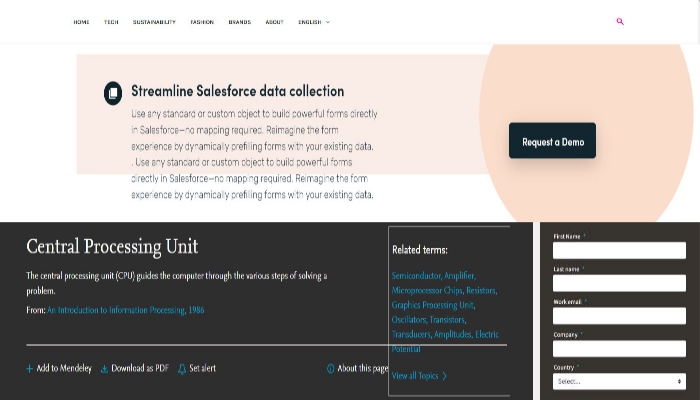 HOME TECH SUSTAINABILITY FASHION BRANDS ABOUT ENGLISH
Streamline Salesforce data collection
Use any standard or custom object to build powerful forms directly
in Salesforce—no mapping required. Reimagine the form
experience by dynamically prefilling forms with your existing data.
. Use any standard or custom object to build powerful forms
directly in Salesforce—no mapping required. Reimagine the form
experience by dynamically prefilling forms with your existing data.
Request a Demo
Central Processing Unit
The central processing unit (CPU) guides the computer through the various steps of solving a
problem.
From: An Introduction to Information Processing, 1986
Add to Mendeley Download as PDF Set alert About this page
Related terms:
Semiconductor, Amplifier,
Microprocessor Chips, Resistors,
Graphics Processing Unit,
Oscillators, Transistors,
Transducers, Amplitudes, Electric
Potential
View all Topics
First Name *
Last name *
Work email *
Company *
Country *
Select...